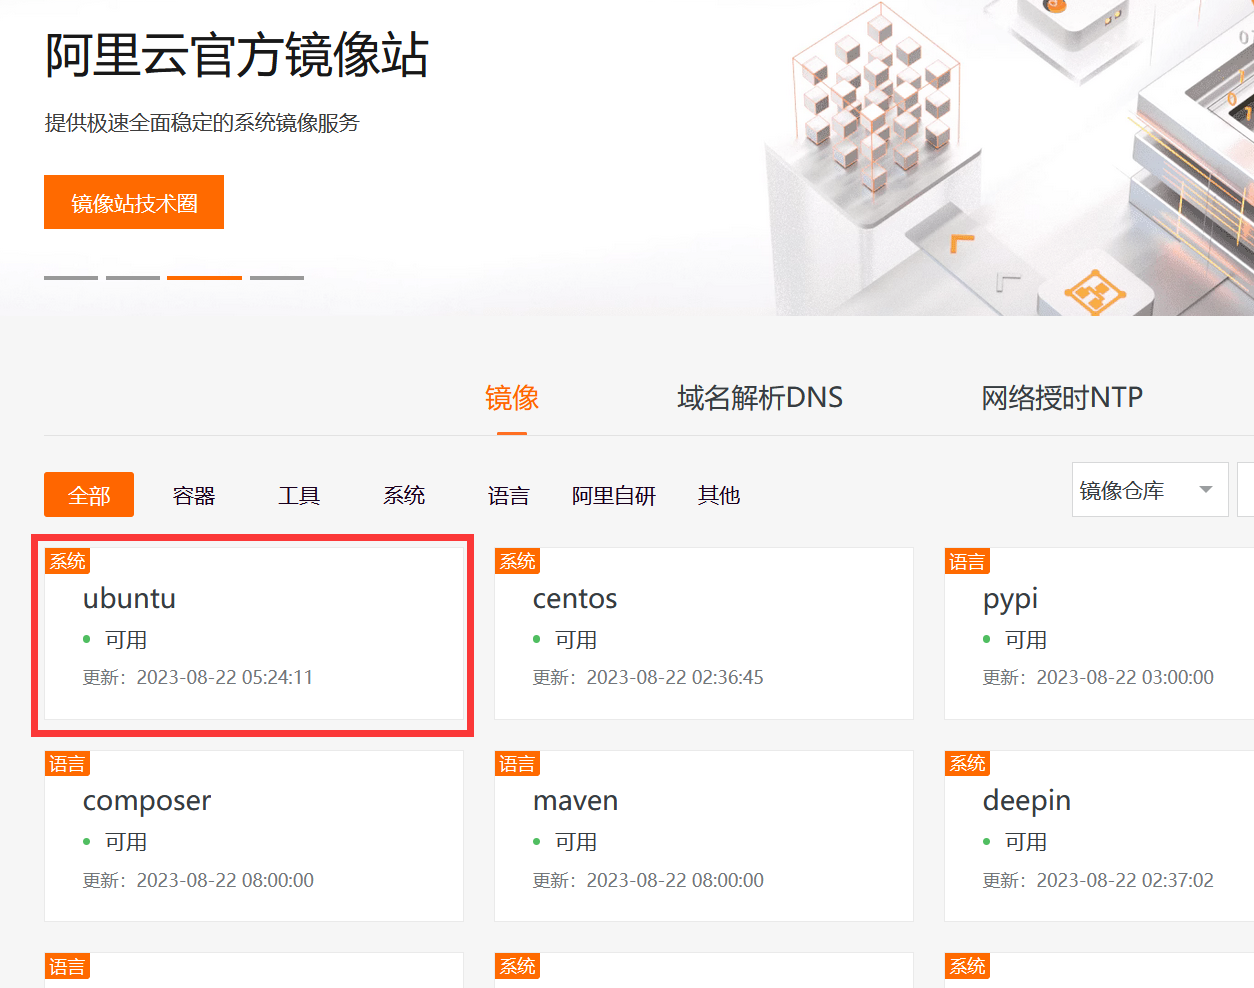 阿里云官方镜像站
提供极速全面稳定的系统镜像服务
镜像站技术圈
镜像 域名解析DNS 网络授时NTP
全部 容器 工具 系统 语言 阿里自研 其他 镜像仓库
系统
ubuntu
可用
更新：2023-08-22 05:24:11
系统
centos
可用
更新：2023-08-22 02:36:45
语言
pypi
可用
更新：2023-08-22 03:00:00
语言
composer
可用
更新：2023-08-22 08:00:00
语言
maven
可用
更新：2023-08-22 08:00:00
系统
deepin
可用
更新：2023-08-22 02:37:02
语言
系统
系统